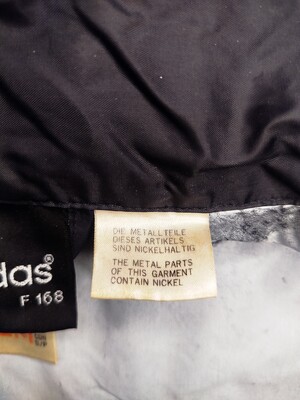 DIE METALLTEILE
DIESES ARTIKELS
SIND NICKELHALTIG
THE METAL PARTS
OF THIS GARMENT
CONTAIN NICKEL
das®
F 168